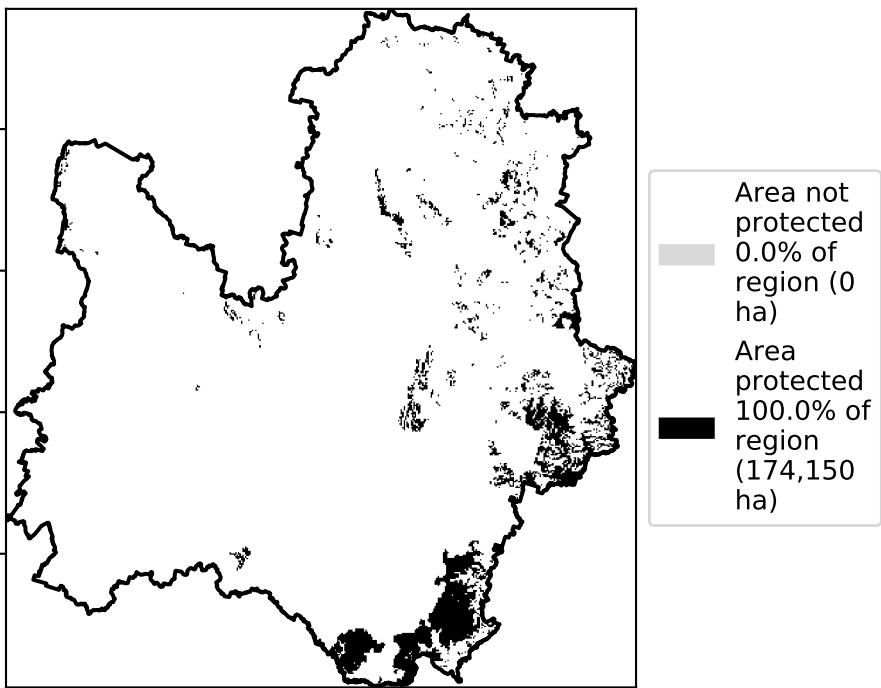 Area not
protected
0.0% of
region (0
ha)
Area
protected
100.0% of
region
(174,150
ha)